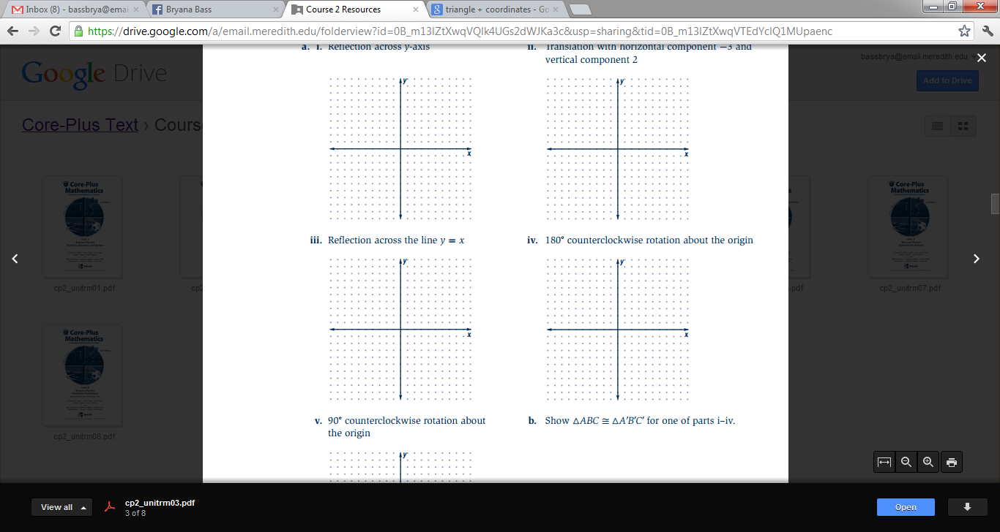 Inbox (8) - bassbrya@emai
Bryana Bass
Course 2 Resources
triangle + coordinates - Go
https://drive.google.com/a/email.meredith.edu/folderview?id=0B_m13IZtXwqVQlk4UGs2dWJKa3c&usp=sharing&tid=0B_m13IZtXwqVTEdYclQ1MUpaenc
Google Drive
bassbrya@email.meredith.edu
Add to Drive
Core-Plus Text › Cours
a. i. Reflection across y-axis
ii. Translation with horizontal component −3 and
vertical component 2
y
x
y
x
iii. Reflection across the line y = x
iv. 180° counterclockwise rotation about the origin
y
x
y
x
v. 90° counterclockwise rotation about
the origin
b. Show △ABC ≅ △A′B′C′ for one of parts i–iv.
y
Core-Plus
Mathematics
cp2_unitrm01.pdf
cp2
.pdf
Core-Plus
Mathematics
cp2_unitrm07.pdf
Core-Plus
Mathematics
cp2_unitrm08.pdf
View all
cp2_unitrm03.pdf
3 of 8
Open